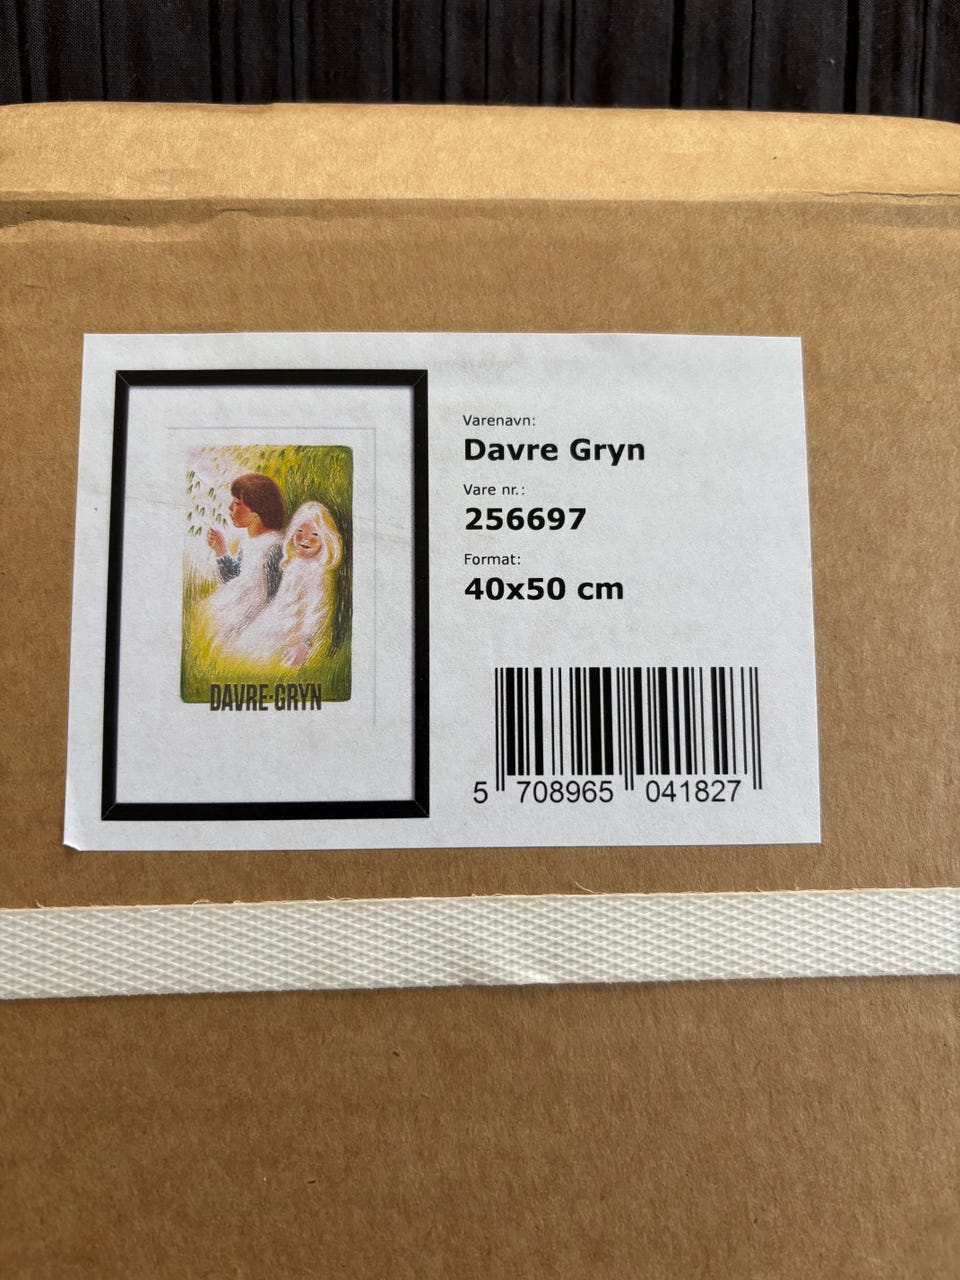 Varenavn:
Davre Gryn
Vare nr.:
256697
Format:
40x50 cm
DAVRE-GRYN
5 708965 041827